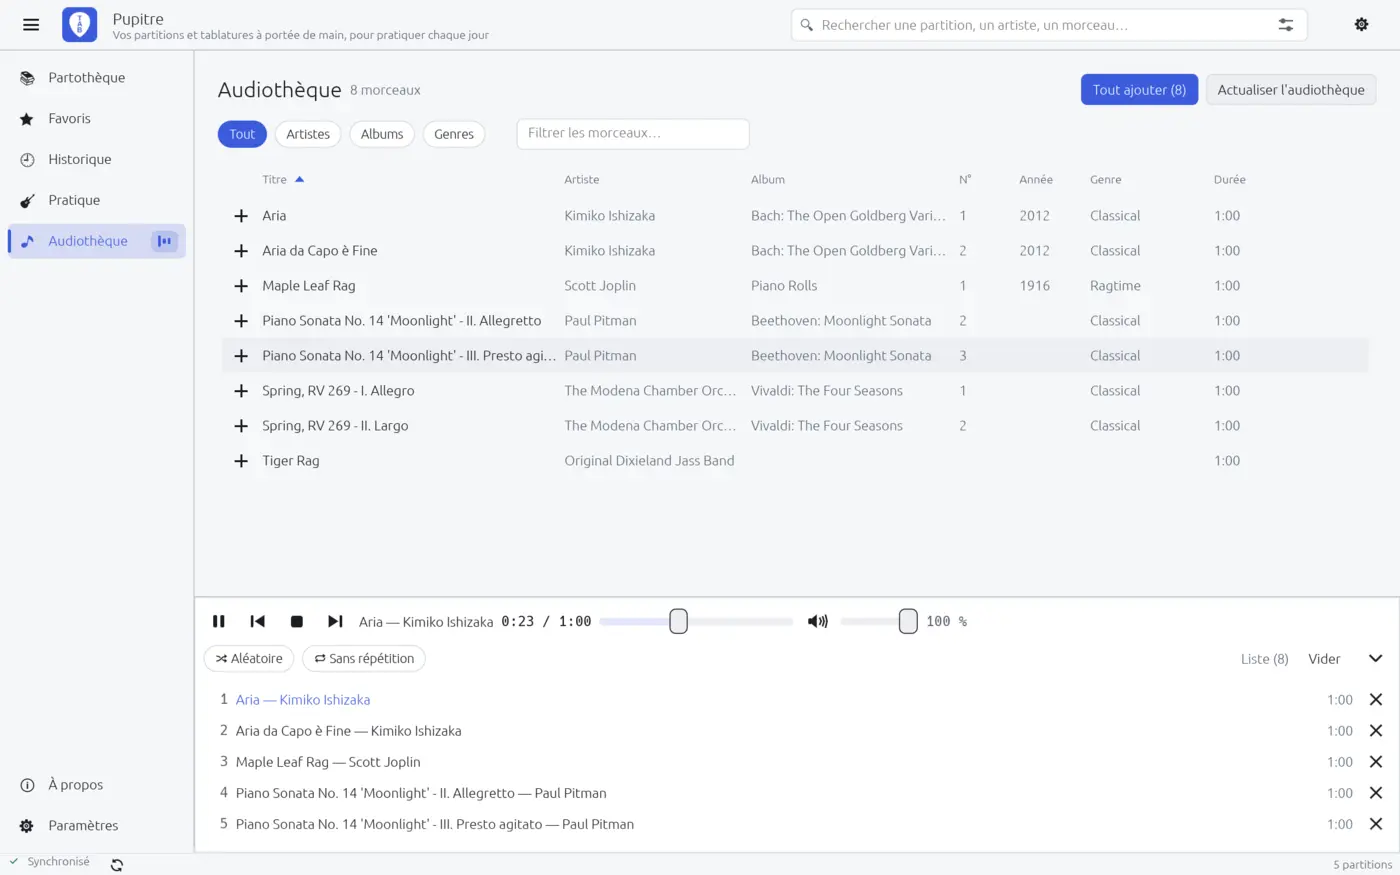 Pupitre
Vos partitions et tablatures à portée de main, pour pratiquer chaque jour
Rechercher une partition, un artiste, un morceau…
TAB
Partothèque
Favoris
Historique
Pratique
Audiothèque
À propos
Paramètres
Audiothèque 8 morceaux
Tout ajouter (8) Actualiser l'audiothèque
Tout Artistes Albums Genres Filtrer les morceaux…
Titre Artiste Album N° Année Genre Durée
Aria Kimiko Ishizaka Bach: The Open Goldberg Vari… 1 2012 Classical 1:00
Aria da Capo è Fine Kimiko Ishizaka Bach: The Open Goldberg Vari… 2 2012 Classical 1:00
Maple Leaf Rag Scott Joplin Piano Rolls 1 1916 Ragtime 1:00
Piano Sonata No. 14 'Moonlight' - II. Allegretto Paul Pitman Beethoven: Moonlight Sonata 2 Classical 1:00
Piano Sonata No. 14 'Moonlight' - III. Presto agi… Paul Pitman Beethoven: Moonlight Sonata 3 Classical 1:00
Spring, RV 269 - I. Allegro The Modena Chamber Orc… Vivaldi: The Four Seasons 1 Classical 1:00
Spring, RV 269 - II. Largo The Modena Chamber Orc… Vivaldi: The Four Seasons 2 Classical 1:00
Tiger Rag Original Dixieland Jass Band 1:00
Aria — Kimiko Ishizaka 0:23 / 1:00 100 %
Aléatoire Sans répétition Liste (8) Vider
1 Aria — Kimiko Ishizaka 1:00
2 Aria da Capo è Fine — Kimiko Ishizaka 1:00
3 Maple Leaf Rag — Scott Joplin 1:00
4 Piano Sonata No. 14 'Moonlight' - II. Allegretto — Paul Pitman 1:00
5 Piano Sonata No. 14 'Moonlight' - III. Presto agitato — Paul Pitman 1:00
Synchronisé 5 partitions